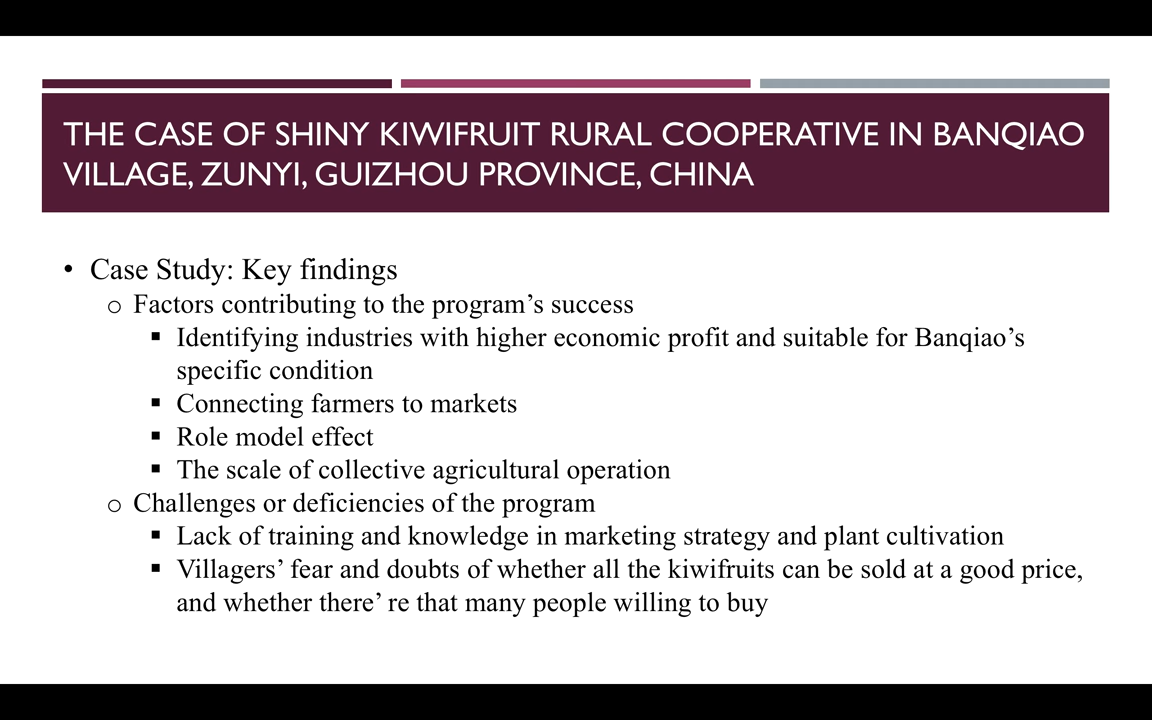 THE CASE OF SHINY KIWIFRUIT RURAL COOPERATIVE IN BANQIAO
VILLAGE, ZUNYI, GUIZHOU PROVINCE, CHINA
• Case Study: Key findings
o Factors contributing to the program’s success
▪ Identifying industries with higher economic profit and suitable for Banqiao’s
specific condition
▪ Connecting farmers to markets
▪ Role model effect
▪ The scale of collective agricultural operation
o Challenges or deficiencies of the program
▪ Lack of training and knowledge in marketing strategy and plant cultivation
▪ Villagers’ fear and doubts of whether all the kiwifruits can be sold at a good price,
and whether there’ re that many people willing to buy